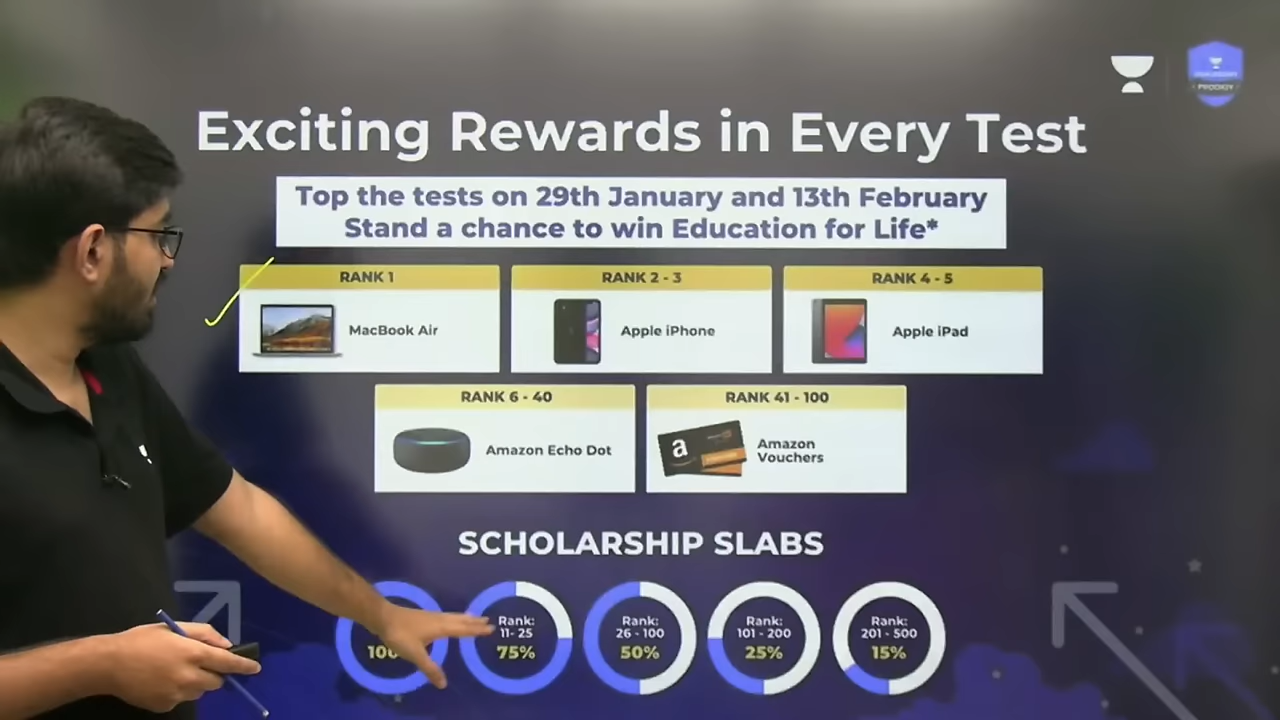 PRODIGY
Exciting Rewards in Every Test
Top the tests on 29th January and 13th February
Stand a chance to win Education for Life*
RANK 1
MacBook Air
RANK 2 - 3
Apple iPhone
RANK 4 - 5
Apple iPad
RANK 6 - 40
Amazon Echo Dot
RANK 41 - 100
a
Amazon
Vouchers
SCHOLARSHIP SLABS
100
Rank:
11- 25
75%
Rank:
26 - 100
50%
Rank:
101 - 200
25%
Rank:
201 - 500
15%